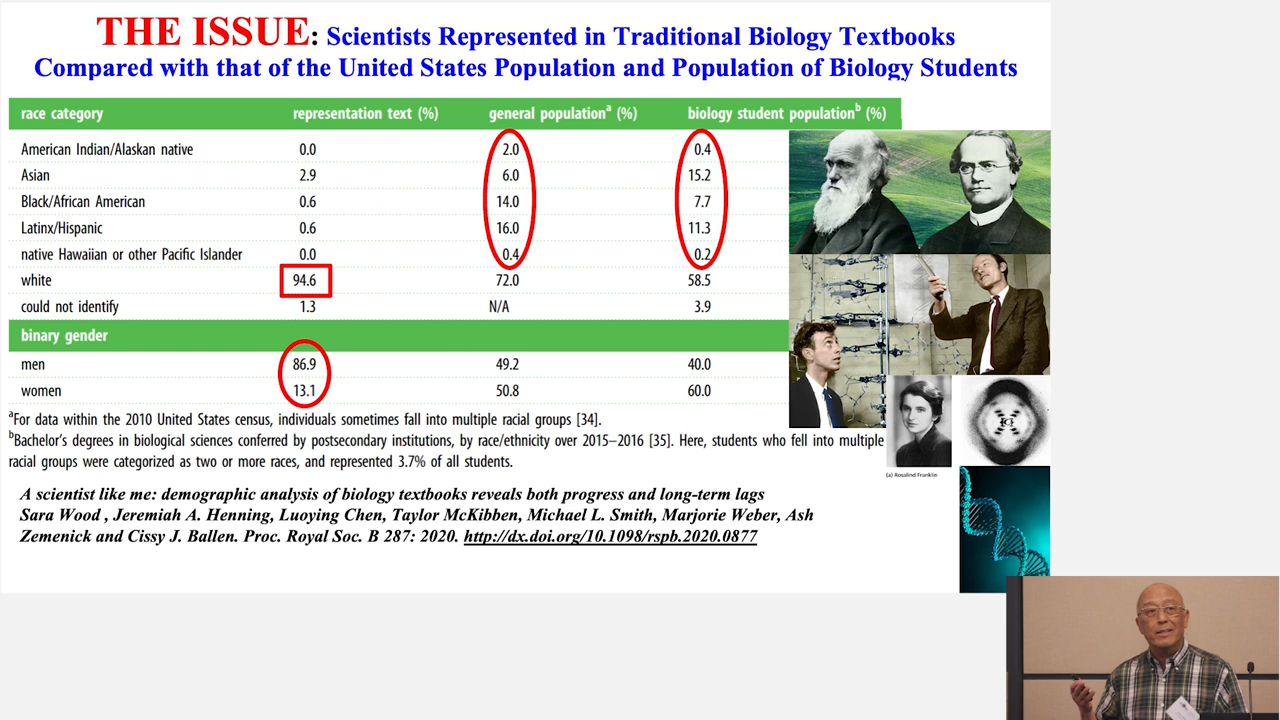 THE ISSUE: Scientists Represented in Traditional Biology Textbooks
Compared with that of the United States Population and Population of Biology Students
race category representation text (%) general populationᵃ (%) biology student populationᵇ (%)
American Indian/Alaskan native 0.0 2.0 0.4
Asian 2.9 6.0 15.2
Black/African American 0.6 14.0 7.7
Latinx/Hispanic 0.6 16.0 11.3
native Hawaiian or other Pacific Islander 0.0 0.4 0.2
white 94.6 72.0 58.5
could not identify 1.3 N/A 3.9
binary gender
men 86.9 49.2 40.0
women 13.1 50.8 60.0
ᵃFor data within the 2010 United States census, individuals sometimes fall into multiple racial groups [34].
ᵇBachelor's degrees in biological sciences conferred by postsecondary institutions, by race/ethnicity over 2015–2016 [35]. Here, students who fell into multiple
racial groups were categorized as two or more races, and represented 3.7% of all students.
(a) Rosalind Franklin
A scientist like me: demographic analysis of biology textbooks reveals both progress and long-term lags
Sara Wood , Jeremiah A. Henning, Luoying Chen, Taylor McKibben, Michael L. Smith, Marjorie Weber, Ash
Zemenick and Cissy J. Ballen. Proc. Royal Soc. B 287: 2020. http://dx.doi.org/10.1098/rspb.2020.0877